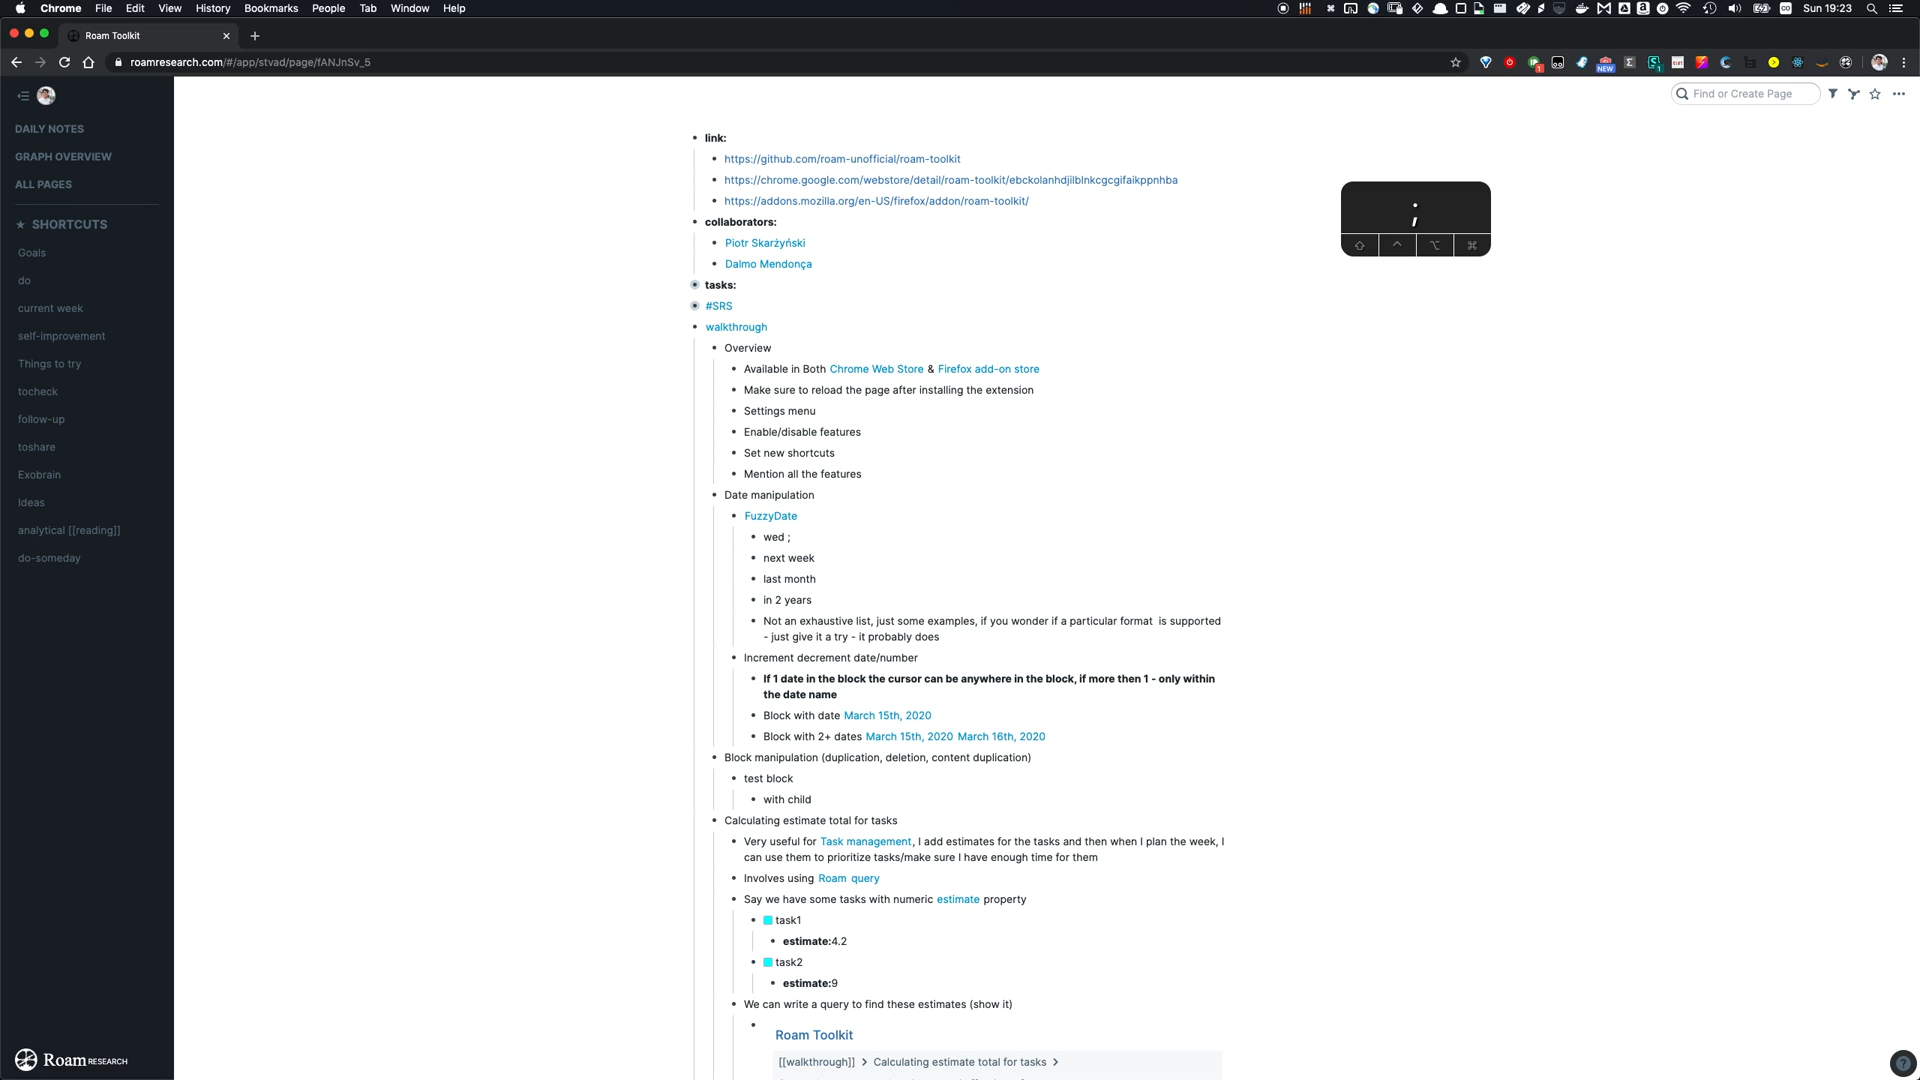 Chrome File Edit View History Bookmarks People Tab Window Help
Sun 19:23
Roam Toolkit
roamresearch.com/#/app/stvad/page/fANJnSv_5
NEW
Find or Create Page
DAILY NOTES
GRAPH OVERVIEW
ALL PAGES
SHORTCUTS
Goals
do
current week
self-improvement
Things to try
tocheck
follow-up
toshare
Exobrain
Ideas
analytical [[reading]]
do-someday
Roam RESEARCH
link:
https://github.com/roam-unofficial/roam-toolkit
https://chrome.google.com/webstore/detail/roam-toolkit/ebckolanhdjilblnkcgcgifaikppnhba
https://addons.mozilla.org/en-US/firefox/addon/roam-toolkit/
collaborators:
Piotr Skarżyński
Dalmo Mendonça
tasks:
#SRS
walkthrough
Overview
Available in Both Chrome Web Store & Firefox add-on store
Make sure to reload the page after installing the extension
Settings menu
Enable/disable features
Set new shortcuts
Mention all the features
Date manipulation
FuzzyDate
wed ;
next week
last month
in 2 years
Not an exhaustive list, just some examples, if you wonder if a particular format is supported
- just give it a try - it probably does
Increment decrement date/number
If 1 date in the block the cursor can be anywhere in the block, if more then 1 - only within
the date name
Block with date March 15th, 2020
Block with 2+ dates March 15th, 2020 March 16th, 2020
Block manipulation (duplication, deletion, content duplication)
test block
with child
Calculating estimate total for tasks
Very useful for Task management, I add estimates for the tasks and then when I plan the week, I
can use them to prioritize tasks/make sure I have enough time for them
Involves using Roam query
Say we have some tasks with numeric estimate property
task1
estimate:4.2
task2
estimate:9
We can write a query to find these estimates (show it)
Roam Toolkit
[[walkthrough]] > Calculating estimate total for tasks >
;
⇧ ^ ⌥ ⌘